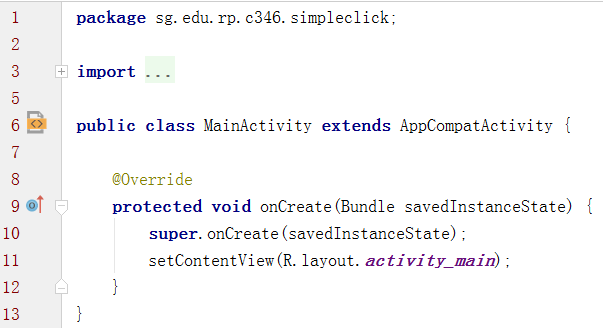 1 package sg.edu.rp.c346.simpleclick;
2
3 import ...
5
6 public class MainActivity extends AppCompatActivity {
7
8 @Override
9 protected void onCreate(Bundle savedInstanceState) {
10 super.onCreate(savedInstanceState);
11 setContentView(R.layout.activity_main);
12 }
13 }